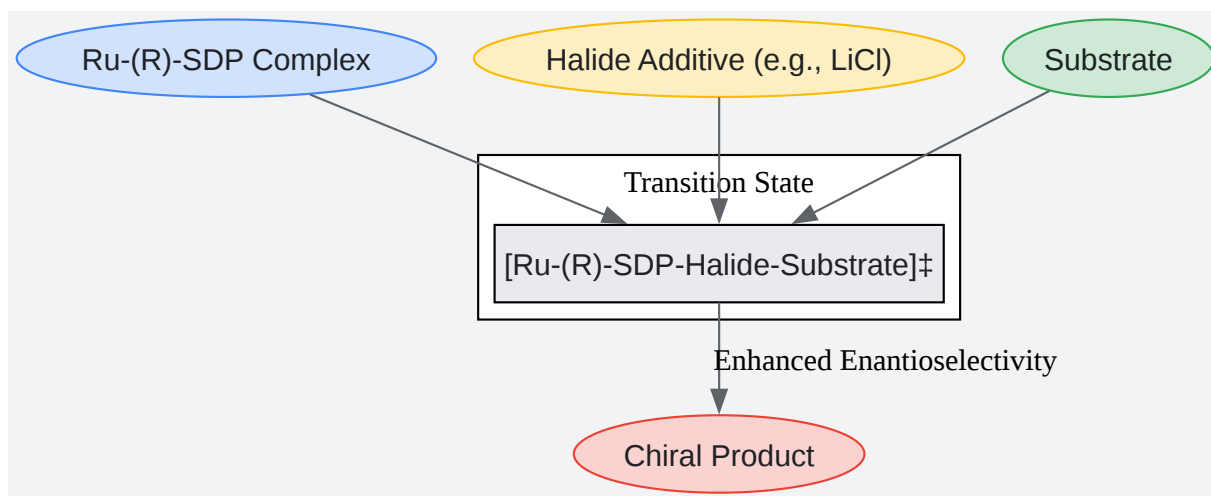 Ru-(R)-SDP Complex
Halide Additive (e.g., LiCl)
Substrate
Transition State
[Ru-(R)-SDP-Halide-Substrate]‡
Enhanced Enantioselectivity
Chiral Product